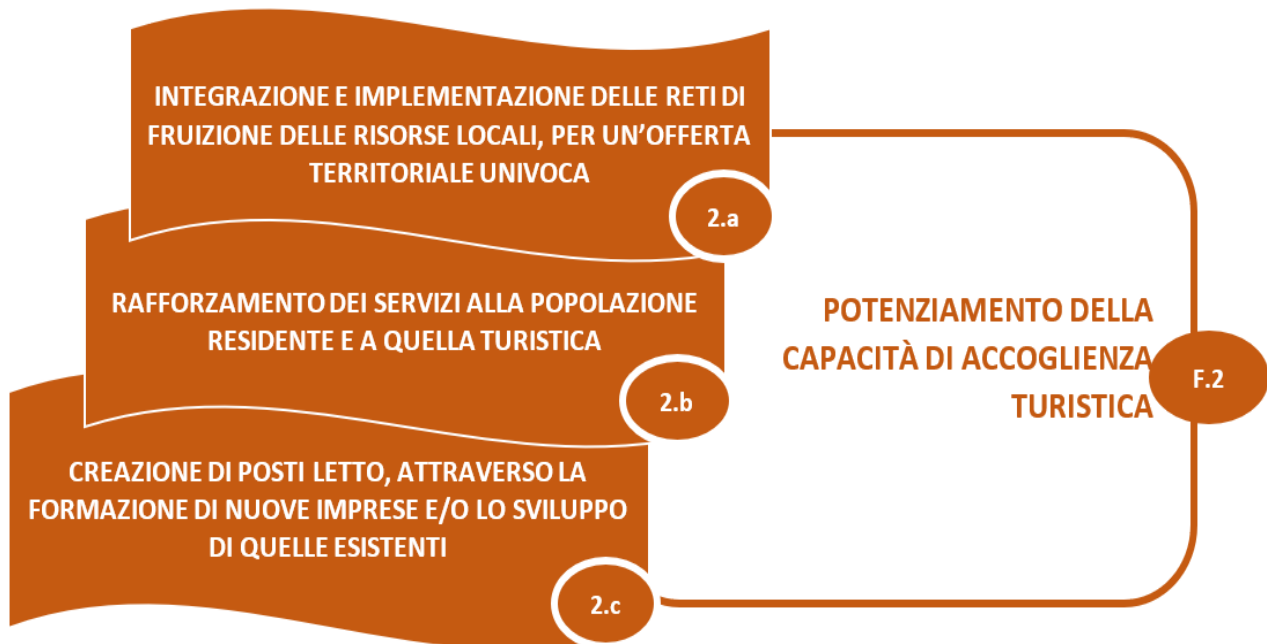 INTEGRAZIONE E IMPLEMENTAZIONE DELLE RETI DI
FRUIZIONE DELLE RISORSE LOCALI, PER UN'OFFERTA
TERRITORIALE UNIVOCA
2.a
RAFFORZAMENTO DEI SERVIZI ALLA POPOLAZIONE
RESIDENTE E A QUELLA TURISTICA
2.b
CREAZIONE DI POSTI LETTO, ATTRAVERSO LA
FORMAZIONE DI NUOVE IMPRESE E/O LO SVILUPPO
DI QUELLE ESISTENTI
2.c
POTENZIAMENTO DELLA
CAPACITÀ DI ACCOGLIENZA
TURISTICA
F.2